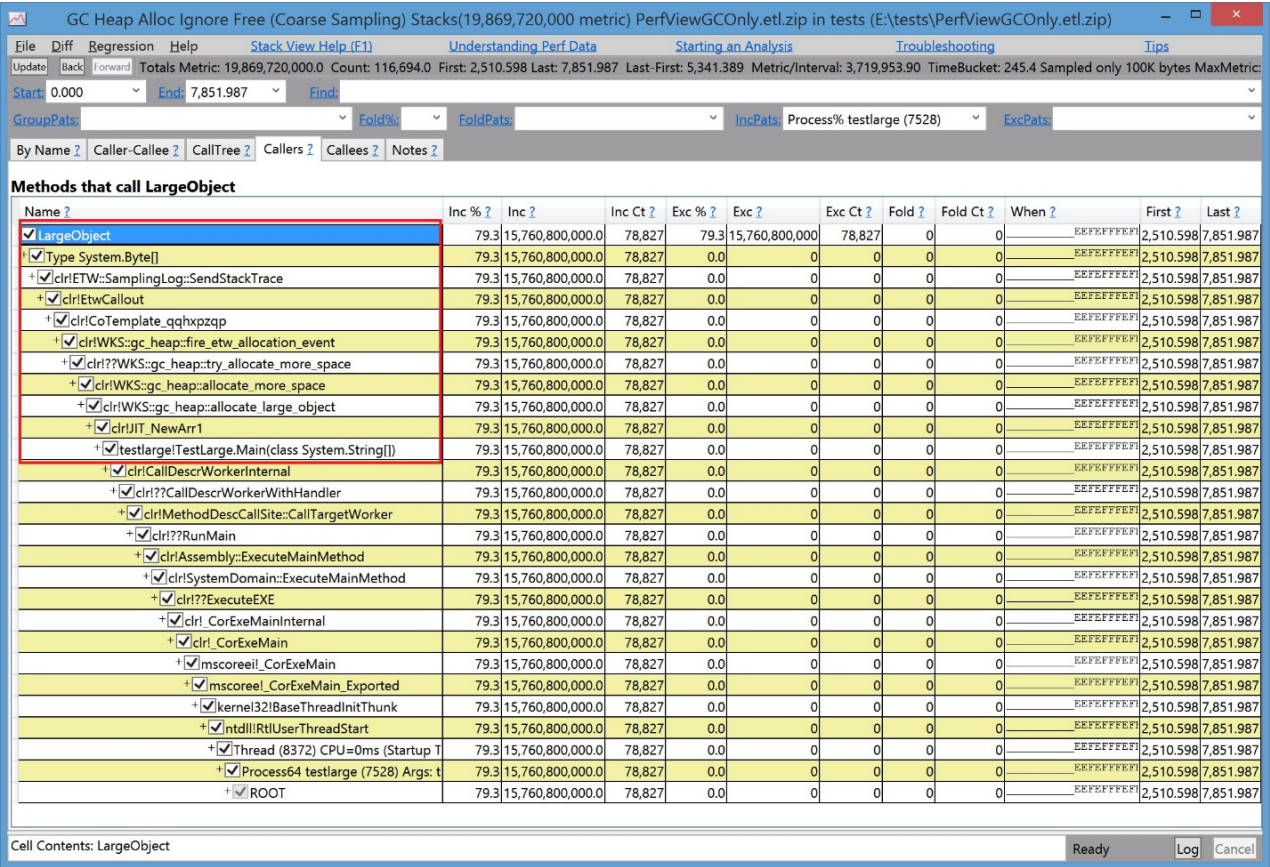 GC Heap Alloc Ignore Free (Coarse Sampling) Stacks(19,869,720,000 metric) PerfViewGCOnly.etl.zip in tests (E:\tests\PerfViewGCOnly.etl.zip)
File Diff Regression Help Stack View Help (F1) Understanding Perf Data Starting an Analysis Troubleshooting Tips
Update Back Forward Totals Metric: 19,869,720,000.0 Count: 116,694.0 First: 2,510.598 Last: 7,851.987 Last-First: 5,341.389 Metric/Interval: 3,719,953.90 TimeBucket: 245.4 Sampled only 100K bytes MaxMetric:
Start: 0.000 End: 7,851.987 Find:
GroupPats: Fold%: FoldPats: IncPats: Process% testlarge (7528) ExcPats:
By Name ? Caller-Callee ? CallTree ? Callers ? Callees ? Notes ?
Methods that call LargeObject
Name ? Inc % ? Inc ? Inc Ct ? Exc % ? Exc ? Exc Ct ? Fold ? Fold Ct ? When ? First ? Last ?
LargeObject 79.3 15,760,800,000.0 78,827 79.3 15,760,800,000 78,827 0 0 2,510.598 7,851.987
+ Type System.Byte[] 79.3 15,760,800,000.0 78,827 0.0 0 0 0 0 2,510.598 7,851.987
+ clr!ETW::SamplingLog::SendStackTrace 79.3 15,760,800,000.0 78,827 0.0 0 0 0 0 2,510.598 7,851.987
+ clr!EtwCallout 79.3 15,760,800,000.0 78,827 0.0 0 0 0 0 2,510.598 7,851.987
+ clr!CoTemplate_qqhxpzqp 79.3 15,760,800,000.0 78,827 0.0 0 0 0 0 2,510.598 7,851.987
+ clr!WKS::gc_heap::fire_etw_allocation_event 79.3 15,760,800,000.0 78,827 0.0 0 0 0 0 2,510.598 7,851.987
+ clr!??WKS::gc_heap::try_allocate_more_space 79.3 15,760,800,000.0 78,827 0.0 0 0 0 0 2,510.598 7,851.987
+ clr!WKS::gc_heap::allocate_more_space 79.3 15,760,800,000.0 78,827 0.0 0 0 0 0 2,510.598 7,851.987
+ clr!WKS::gc_heap::allocate_large_object 79.3 15,760,800,000.0 78,827 0.0 0 0 0 0 2,510.598 7,851.987
+ clr!JIT_NewArr1 79.3 15,760,800,000.0 78,827 0.0 0 0 0 0 2,510.598 7,851.987
+ testlarge!TestLarge.Main(class System.String[]) 79.3 15,760,800,000.0 78,827 0.0 0 0 0 0 2,510.598 7,851.987
+ clr!CallDescrWorkerInternal 79.3 15,760,800,000.0 78,827 0.0 0 0 0 0 2,510.598 7,851.987
+ clr!??CallDescrWorkerWithHandler 79.3 15,760,800,000.0 78,827 0.0 0 0 0 0 2,510.598 7,851.987
+ clr!MethodDescCallSite::CallTargetWorker 79.3 15,760,800,000.0 78,827 0.0 0 0 0 0 2,510.598 7,851.987
+ clr!??RunMain 79.3 15,760,800,000.0 78,827 0.0 0 0 0 0 2,510.598 7,851.987
+ clr!Assembly::ExecuteMainMethod 79.3 15,760,800,000.0 78,827 0.0 0 0 0 0 2,510.598 7,851.987
+ clr!SystemDomain::ExecuteMainMethod 79.3 15,760,800,000.0 78,827 0.0 0 0 0 0 2,510.598 7,851.987
+ clr!??ExecuteEXE 79.3 15,760,800,000.0 78,827 0.0 0 0 0 0 2,510.598 7,851.987
+ clr!_CorExeMainInternal 79.3 15,760,800,000.0 78,827 0.0 0 0 0 0 2,510.598 7,851.987
+ clr!_CorExeMain 79.3 15,760,800,000.0 78,827 0.0 0 0 0 0 2,510.598 7,851.987
+ mscoreei!_CorExeMain 79.3 15,760,800,000.0 78,827 0.0 0 0 0 0 2,510.598 7,851.987
+ mscoree!_CorExeMain_Exported 79.3 15,760,800,000.0 78,827 0.0 0 0 0 0 2,510.598 7,851.987
+ kernel32!BaseThreadInitThunk 79.3 15,760,800,000.0 78,827 0.0 0 0 0 0 2,510.598 7,851.987
+ ntdll!RtlUserThreadStart 79.3 15,760,800,000.0 78,827 0.0 0 0 0 0 2,510.598 7,851.987
+ Thread (8372) CPU=0ms (Startup T 79.3 15,760,800,000.0 78,827 0.0 0 0 0 0 2,510.598 7,851.987
+ Process64 testlarge (7528) Args: t 79.3 15,760,800,000.0 78,827 0.0 0 0 0 0 2,510.598 7,851.987
+ ROOT 79.3 15,760,800,000.0 78,827 0.0 0 0 0 0 2,510.598 7,851.987
Cell Contents: LargeObject Ready Log Cancel